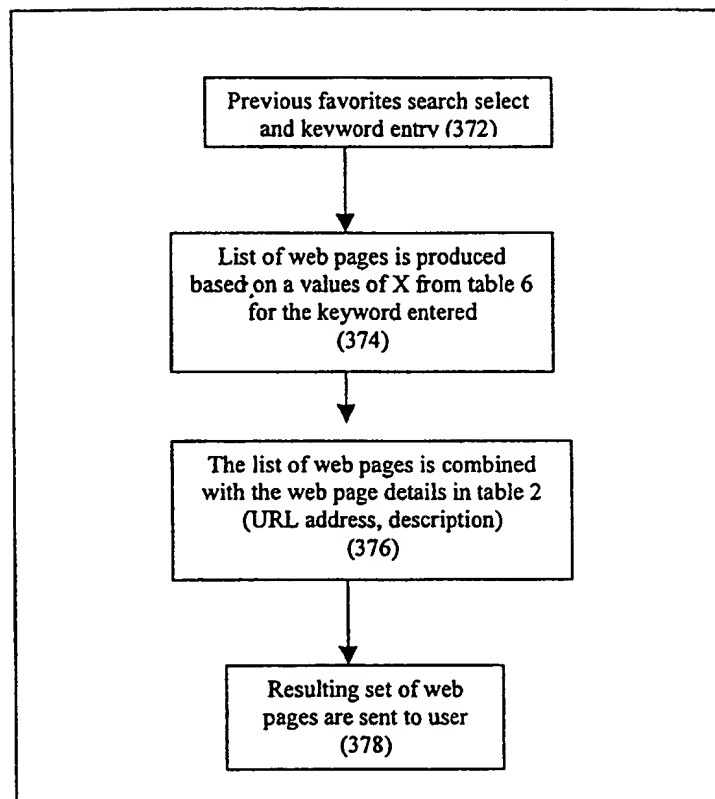 Previous favorites search select
and keyword entry (372)
List of web pages is produced
based on a values of X from table 6
for the keyword entered
(374)
The list of web pages is combined
with the web page details in table 2
(URL address, description)
(376)
Resulting set of web
pages are sent to user
(378)